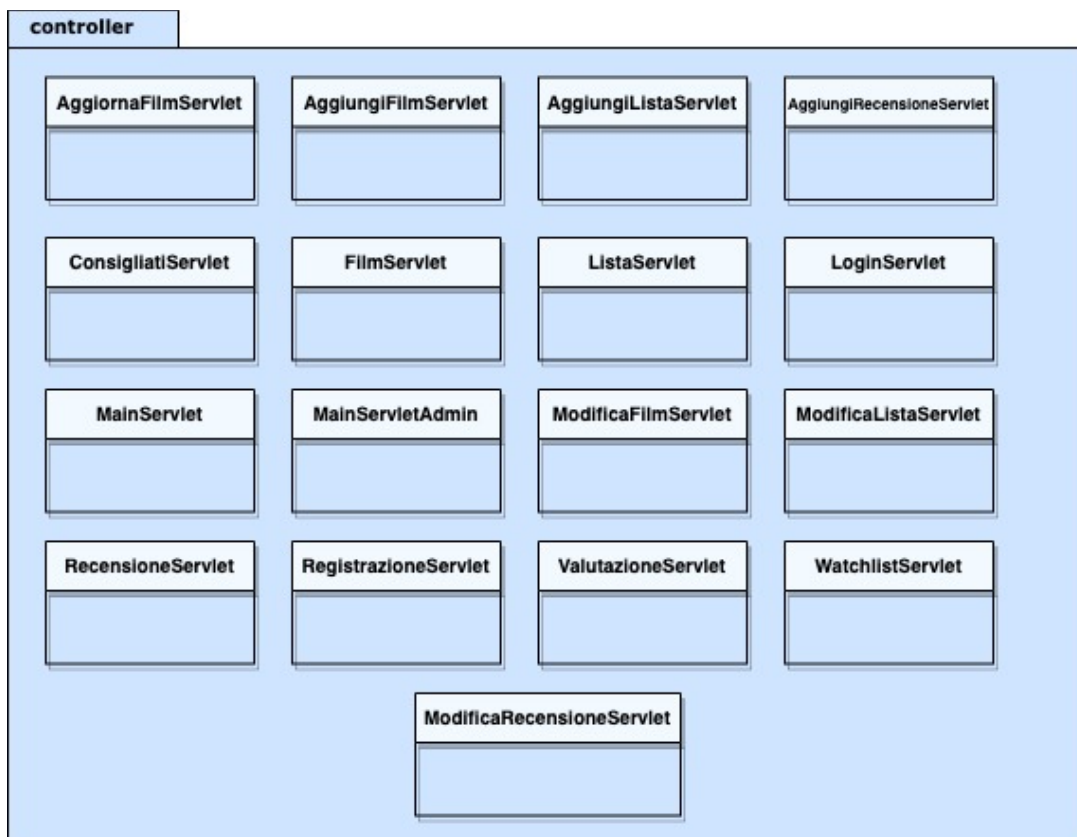 controller
AggiornaFilmServlet
AggiungiFilmServlet
AggiungiListaServlet
AggiungiRecensioneServlet
ConsigliatiServlet
FilmServlet
ListaServlet
LoginServlet
MainServlet
MainServletAdmin
ModificaFilmServlet
ModificaListaServlet
RecensioneServlet
RegistrazioneServlet
ValutazioneServlet
WatchlistServlet
ModificaRecensioneServlet